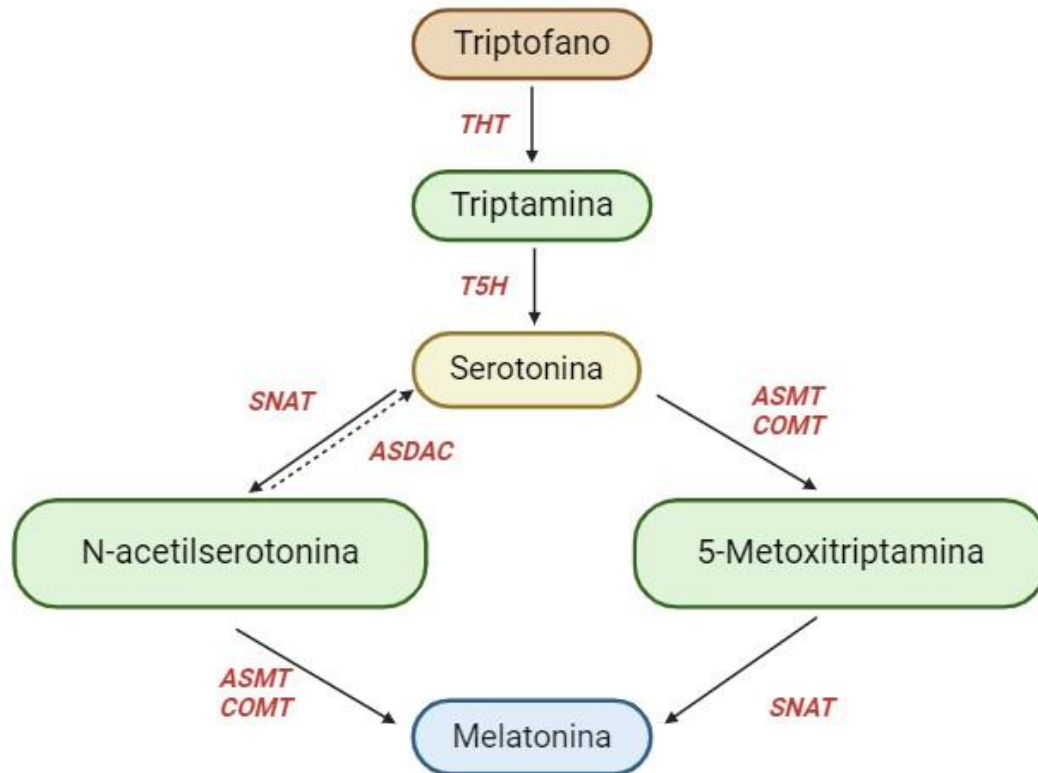 Triptofano
THT
Triptamina
T5H
Serotonina
SNAT
ASDAC
ASMT
COMT
N-acetilserotonina
5-Metoxitriptamina
ASMT
COMT
SNAT
Melatonina